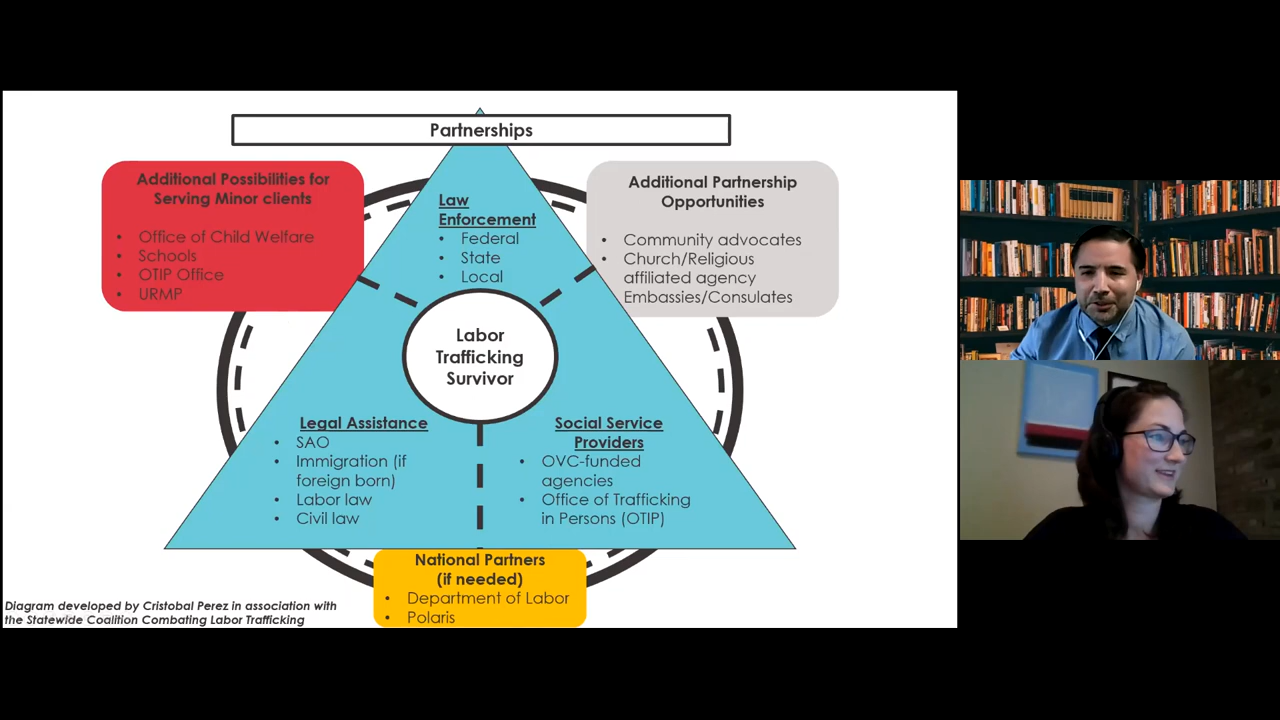 Partnerships
Additional Possibilities for
Serving Minor clients
• Office of Child Welfare
• Schools
• OTIP Office
• URMP
Law
Enforcement
• Federal
• State
• Local
Additional Partnership
Opportunities
• Community advocates
• Church/Religious
affiliated agency
Embassies/Consulates
Labor
Trafficking
Survivor
Legal Assistance
• SAO
• Immigration (if
foreign born)
• Labor law
• Civil law
Social Service
Providers
• OVC-funded
agencies
• Office of Trafficking
in Persons (OTIP)
National Partners
(if needed)
• Department of Labor
• Polaris
Diagram developed by Cristobal Perez in association with
the Statewide Coalition Combating Labor Trafficking